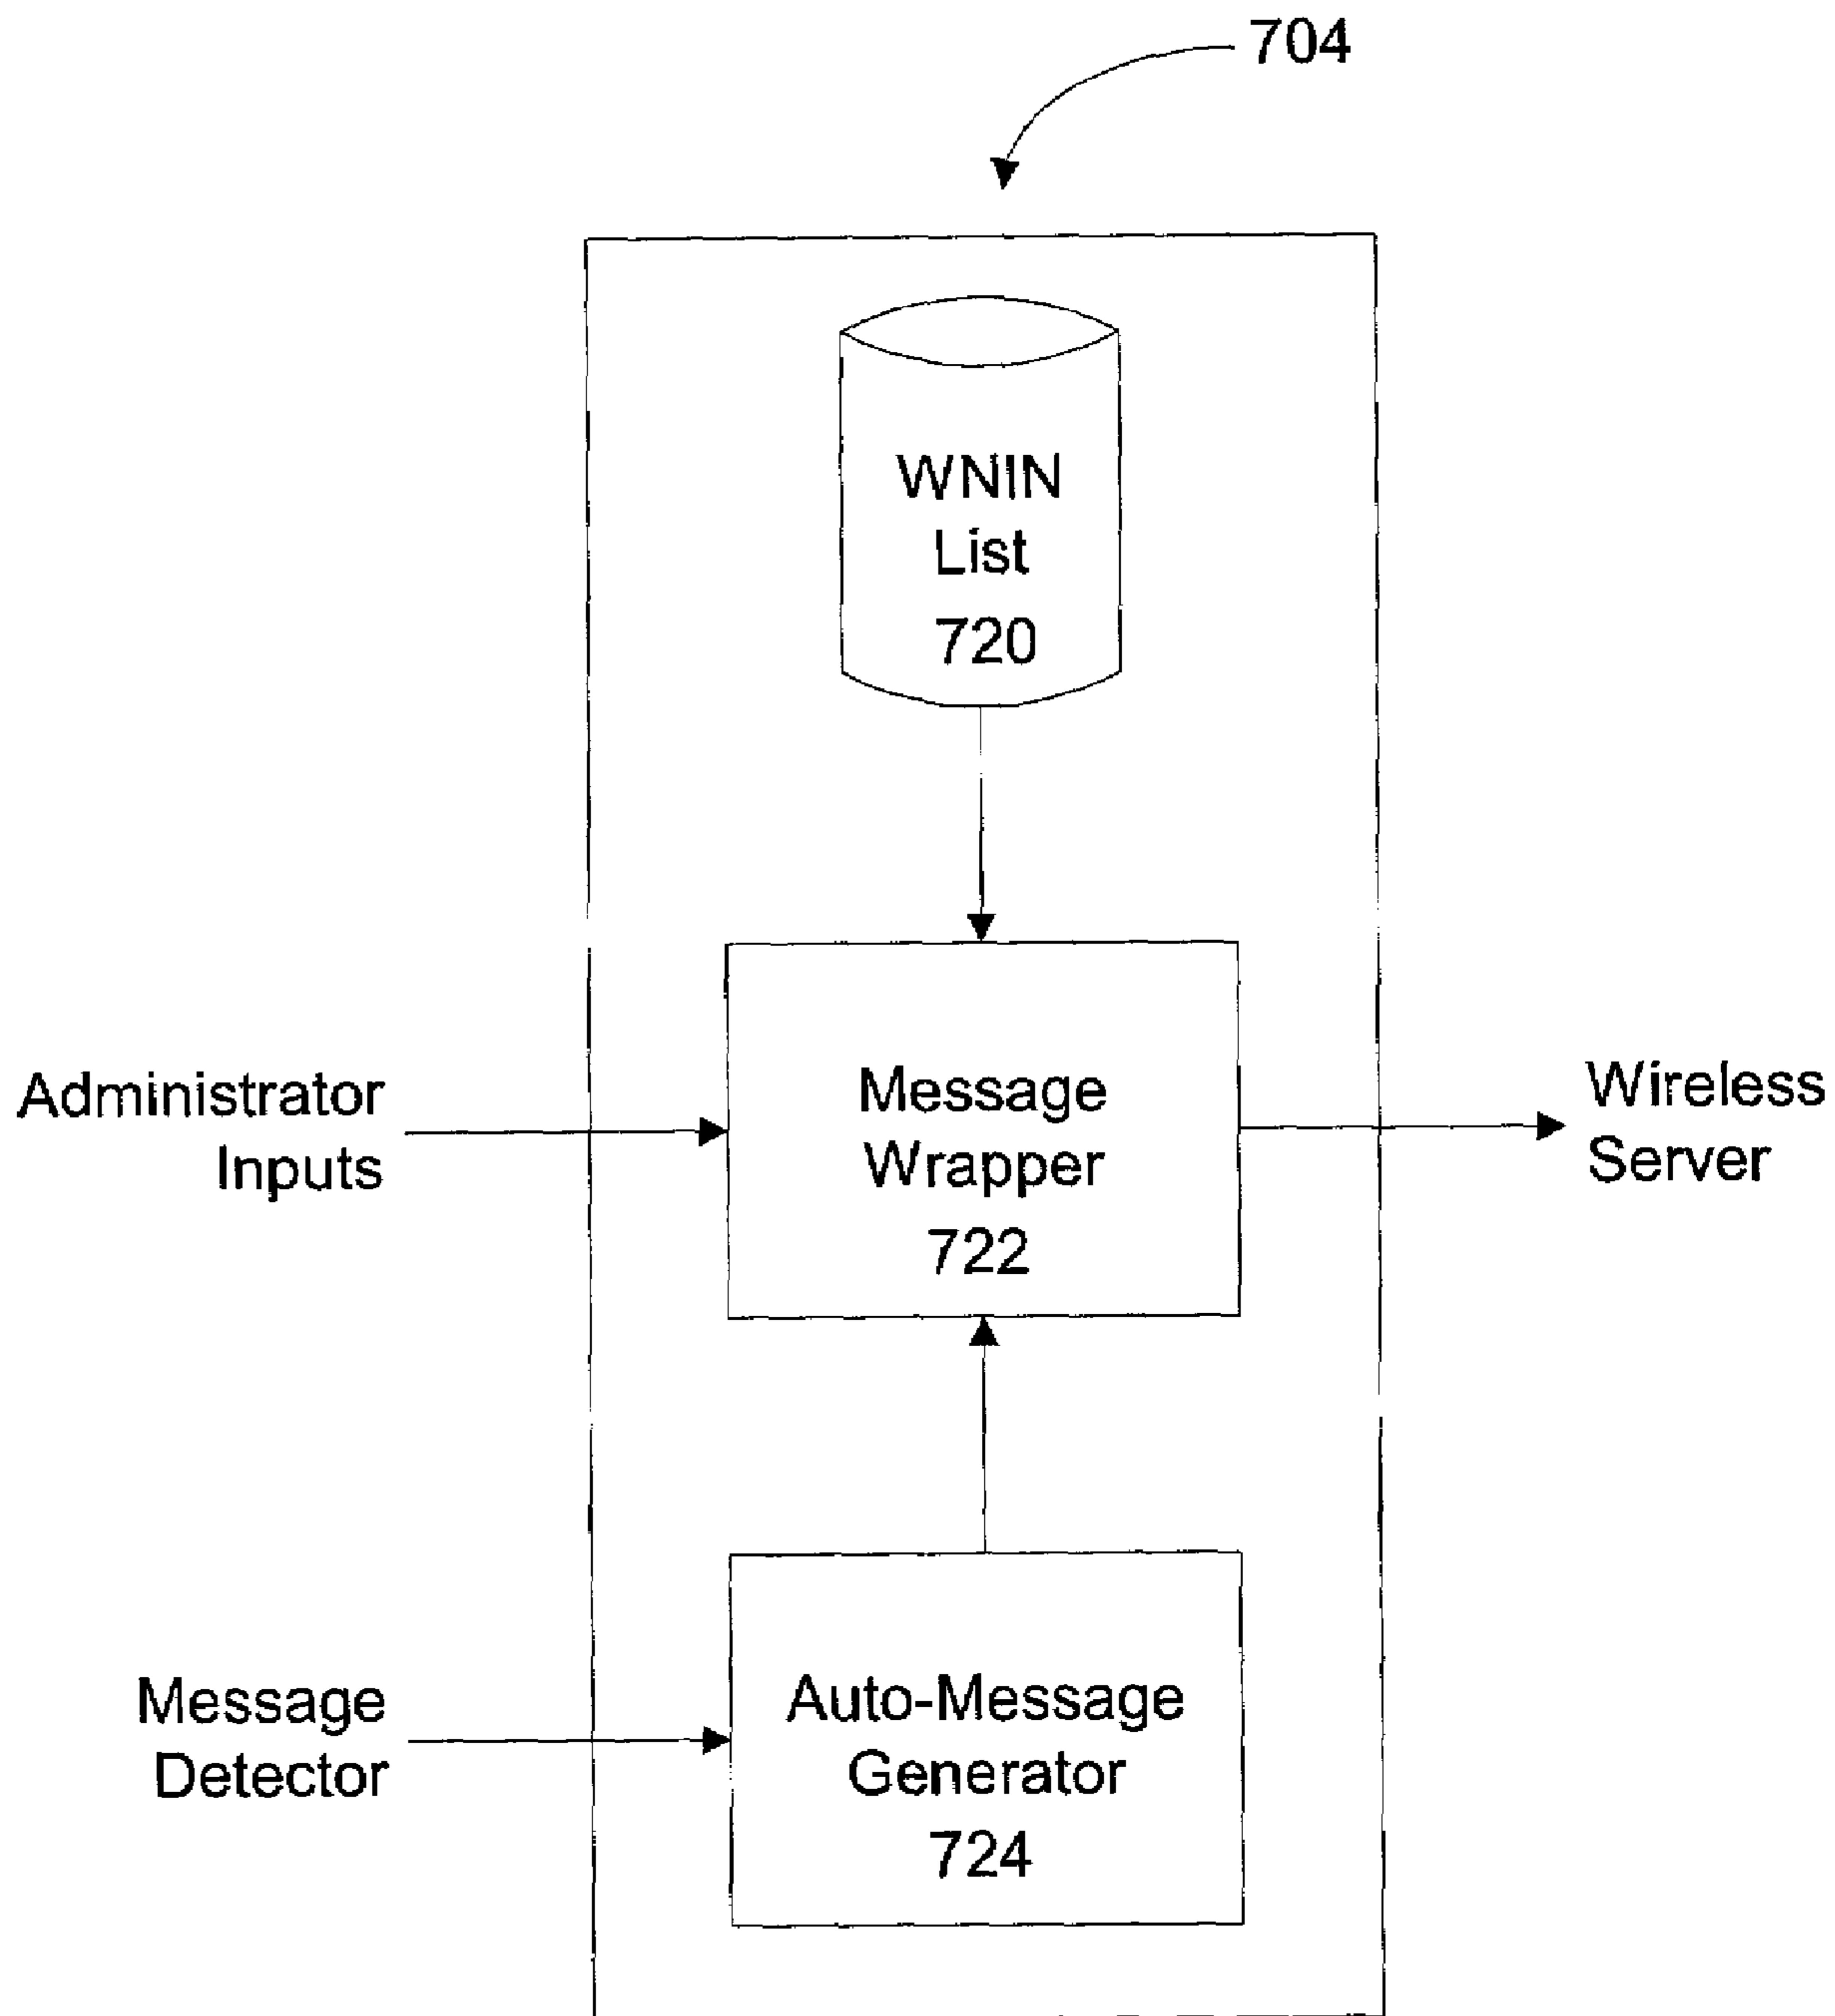 704
WNIN
List
720
Administrator
Inputs
Message
Wrapper
722
Wireless
Server
Message
Detector
Auto-Message
Generator
724